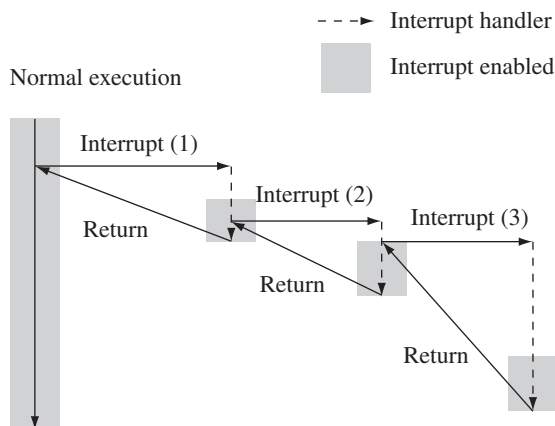 Interrupt handler
Interrupt enabled
Normal execution
Interrupt (1)
Interrupt (2)
Interrupt (3)
Return
Return
Return